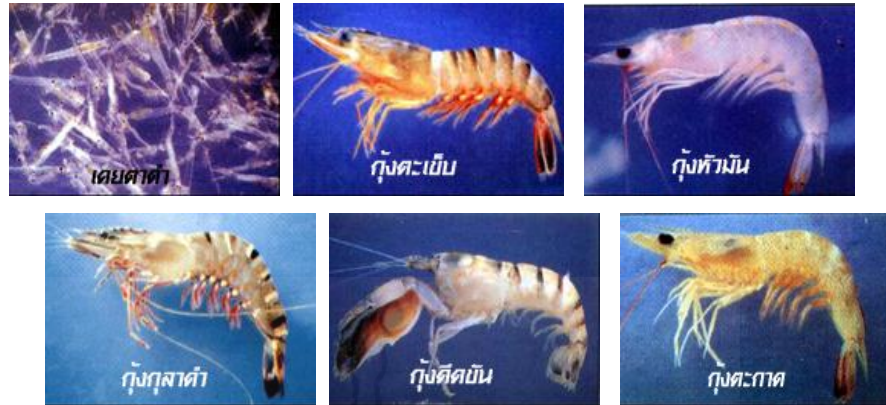 เคยตาดำ
กุ้งตะเข็บ
กุ้งหัวมัน
กุ้งกุลาดำ
กุ้งดีดขัน
กุ้งตะกาด